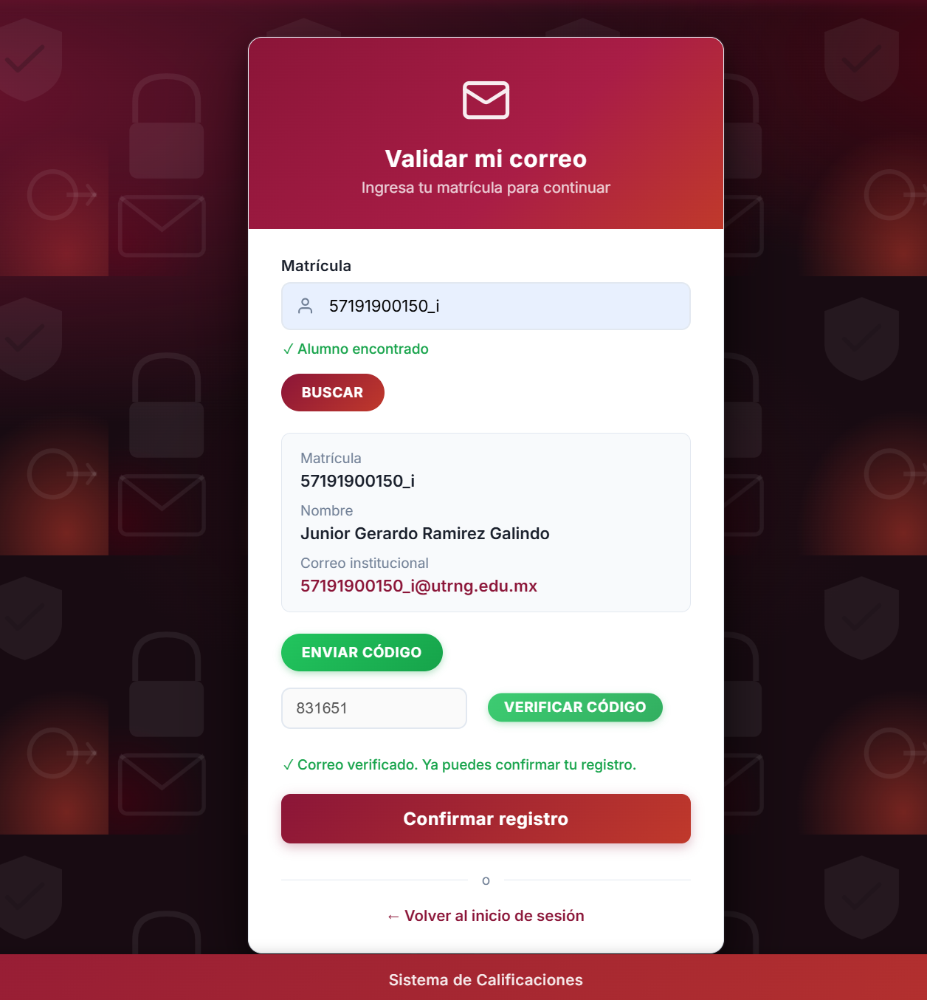 Validar mi correo
Ingresa tu matrícula para continuar
Matrícula
57191900150_i
✓ Alumno encontrado
BUSCAR
Matrícula
57191900150_i
Nombre
Junior Gerardo Ramirez Galindo
Correo institucional
57191900150_i@utrng.edu.mx
ENVIAR CÓDIGO
831651
VERIFICAR CÓDIGO
✓ Correo verificado. Ya puedes confirmar tu registro.
Confirmar registro
o
← Volver al inicio de sesión
Sistema de Calificaciones